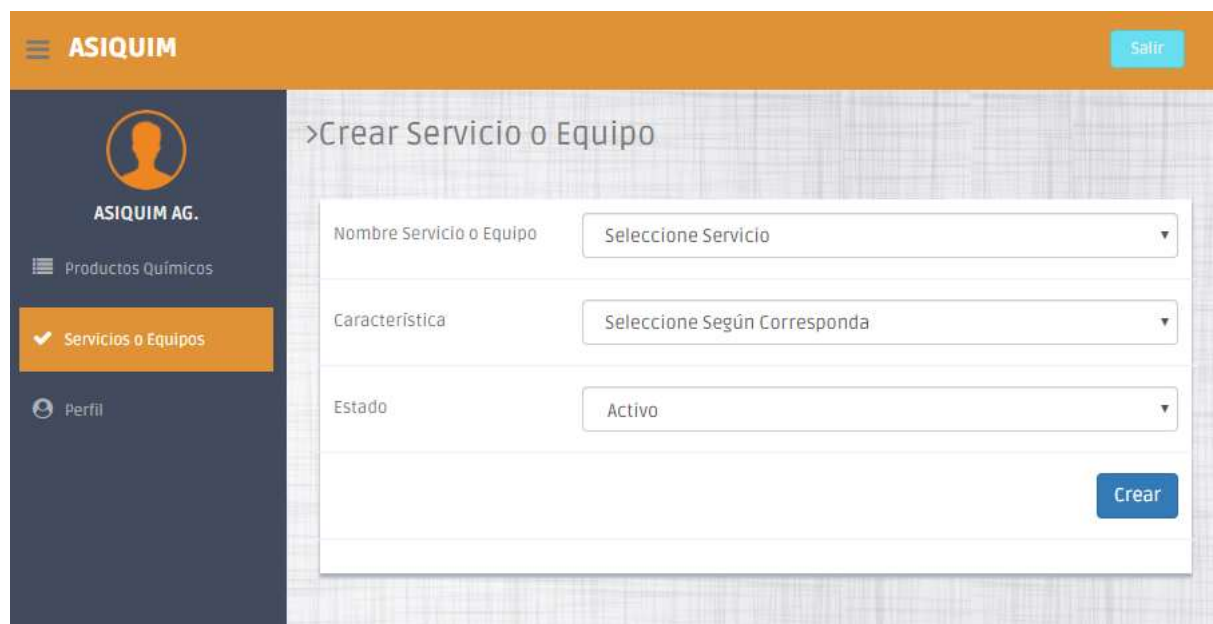 ASIQUIM
Salir
ASIQUIM AG.
Productos Químicos
Servicios o Equipos
Perfil
>Crear Servicio o Equipo
Nombre Servicio o Equipo
Seleccione Servicio
Característica
Seleccione Según Corresponda
Estado
Activo
Crear